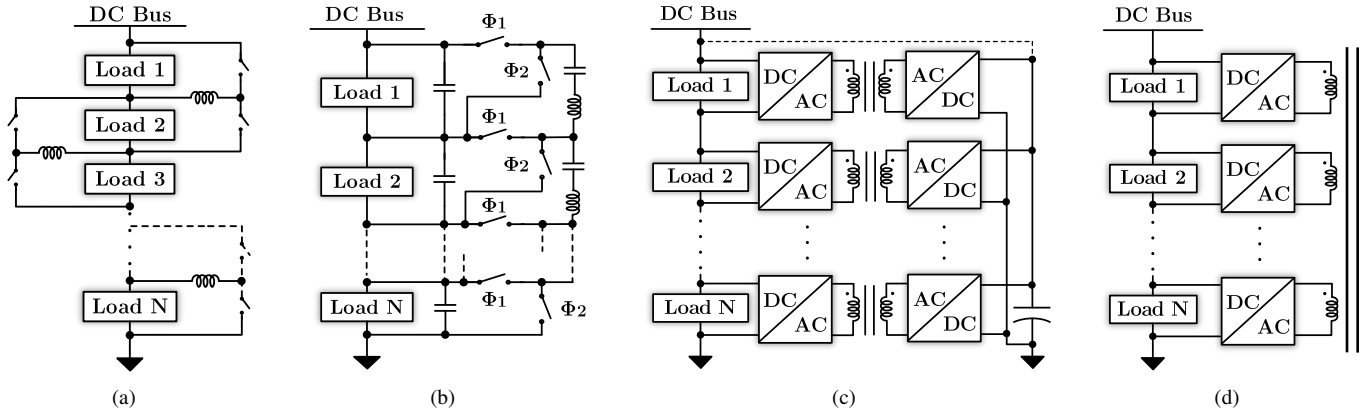 DC Bus
Load 1
Load 2
Load 3
Load N
(a)
DC Bus
Φ1
Φ2
Load 1
Φ1
Φ2
Load 2
Φ1
Load N
Φ1
Φ2
(b)
DC Bus
Load 1
DC
AC
AC
DC
Load 2
DC
AC
AC
DC
Load N
DC
AC
AC
DC
(c)
DC Bus
Load 1
DC
AC
Load 2
DC
AC
Load N
DC
AC
(d)